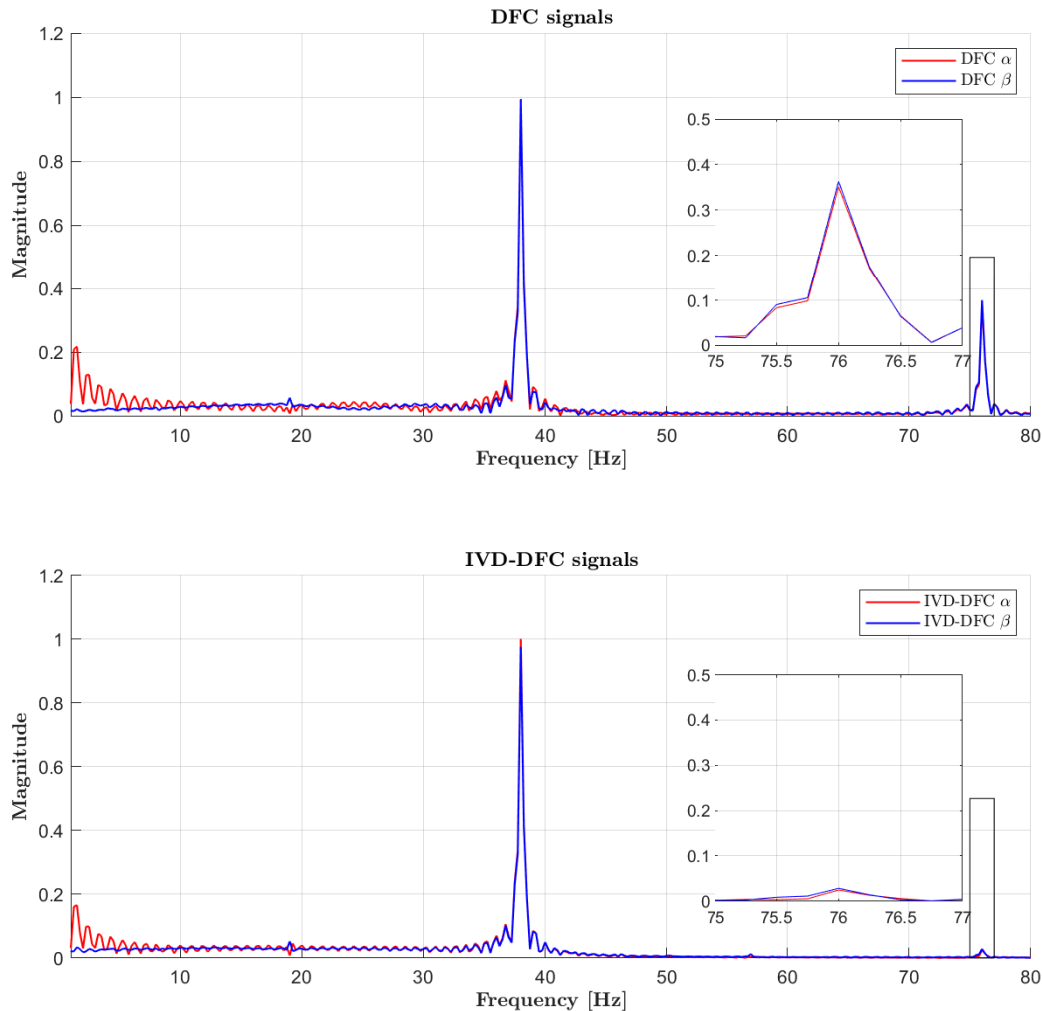 DFC signals
1.2
1
0.8
0.6
0.4
0.2
0
Magnitude
DFC α
DFC β
0.5
0.4
0.3
0.2
0.1
0
75 75.5 76 76.5 77
10 20 30 40 50 60 70 80
Frequency [Hz]
IVD-DFC signals
1.2
1
0.8
0.6
0.4
0.2
0
Magnitude
IVD-DFC α
IVD-DFC β
0.5
0.4
0.3
0.2
0.1
0
75 75.5 76 76.5 77
10 20 30 40 50 60 70 80
Frequency [Hz]